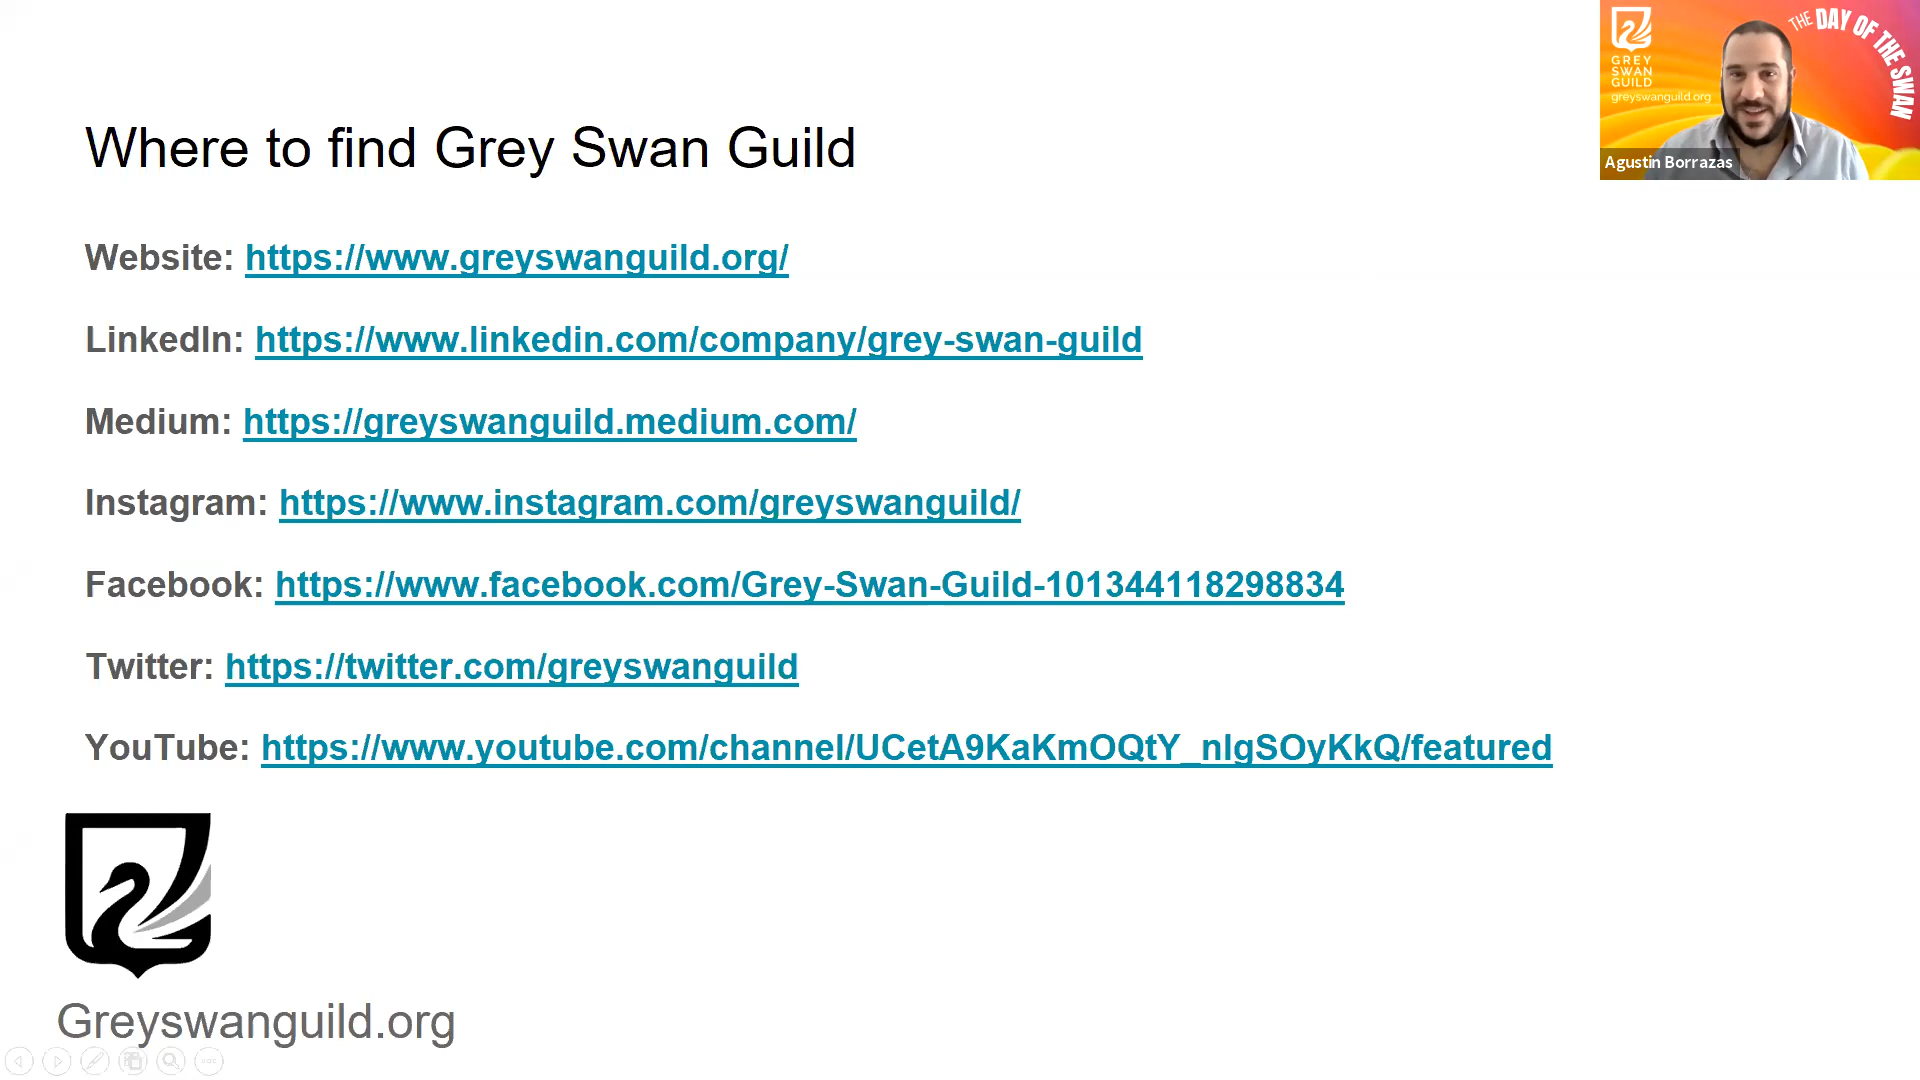 Where to find Grey Swan Guild
Website: https://www.greyswanguild.org/
LinkedIn: https://www.linkedin.com/company/grey-swan-guild
Medium: https://greyswanguild.medium.com/
Instagram: https://www.instagram.com/greyswanguild/
Facebook: https://www.facebook.com/Grey-Swan-Guild-101344118298834
Twitter: https://twitter.com/greyswanguild
YouTube: https://www.youtube.com/channel/UCetA9KaKmOQtY_nIgSOyKkQ/featured
Greyswanguild.org
GREY
SWAN
GUILD
greyswanguild.org
THE DAY OF THE SWAN
Agustin Borrazas